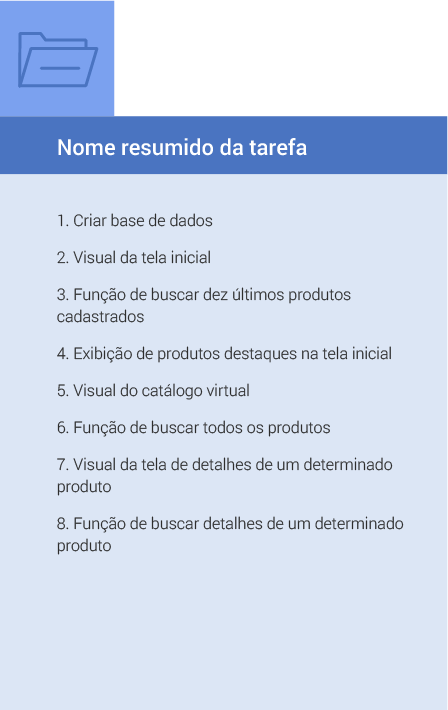 Nome resumido da tarefa
1. Criar base de dados
2. Visual da tela inicial
3. Função de buscar dez últimos produtos
cadastrados
4. Exibição de produtos destaques na tela inicial
5. Visual do catálogo virtual
6. Função de buscar todos os produtos
7. Visual da tela de detalhes de um determinado
produto
8. Função de buscar detalhes de um determinado
produto